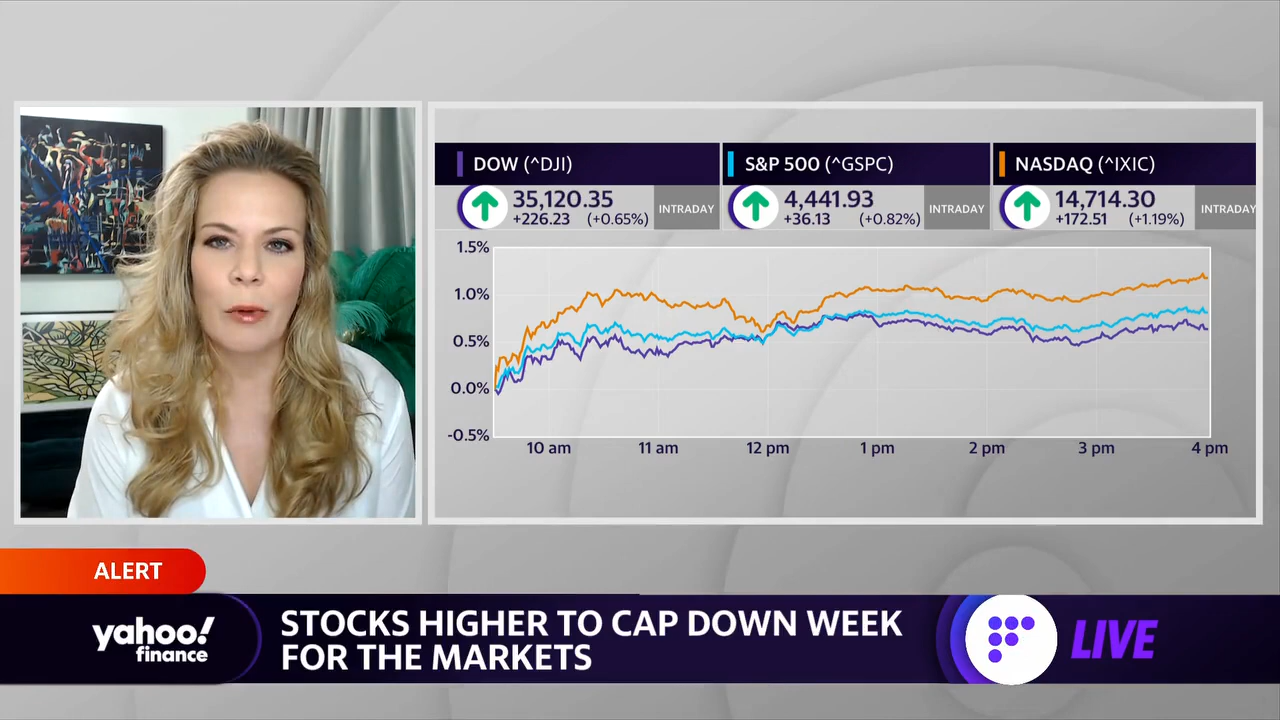 DOW (^DJI)
35,120.35
+226.23 (+0.65%)
INTRADAY
S&P 500 (^GSPC)
4,441.93
+36.13 (+0.82%)
INTRADAY
NASDAQ (^IXIC)
14,714.30
+172.51 (+1.19%)
INTRADAY
1.5%
1.0%
0.5%
0.0%
-0.5%
10 am 11 am 12 pm 1 pm 2 pm 3 pm 4 pm
ALERT
yahoo!
finance
STOCKS HIGHER TO CAP DOWN WEEK
FOR THE MARKETS
LIVE